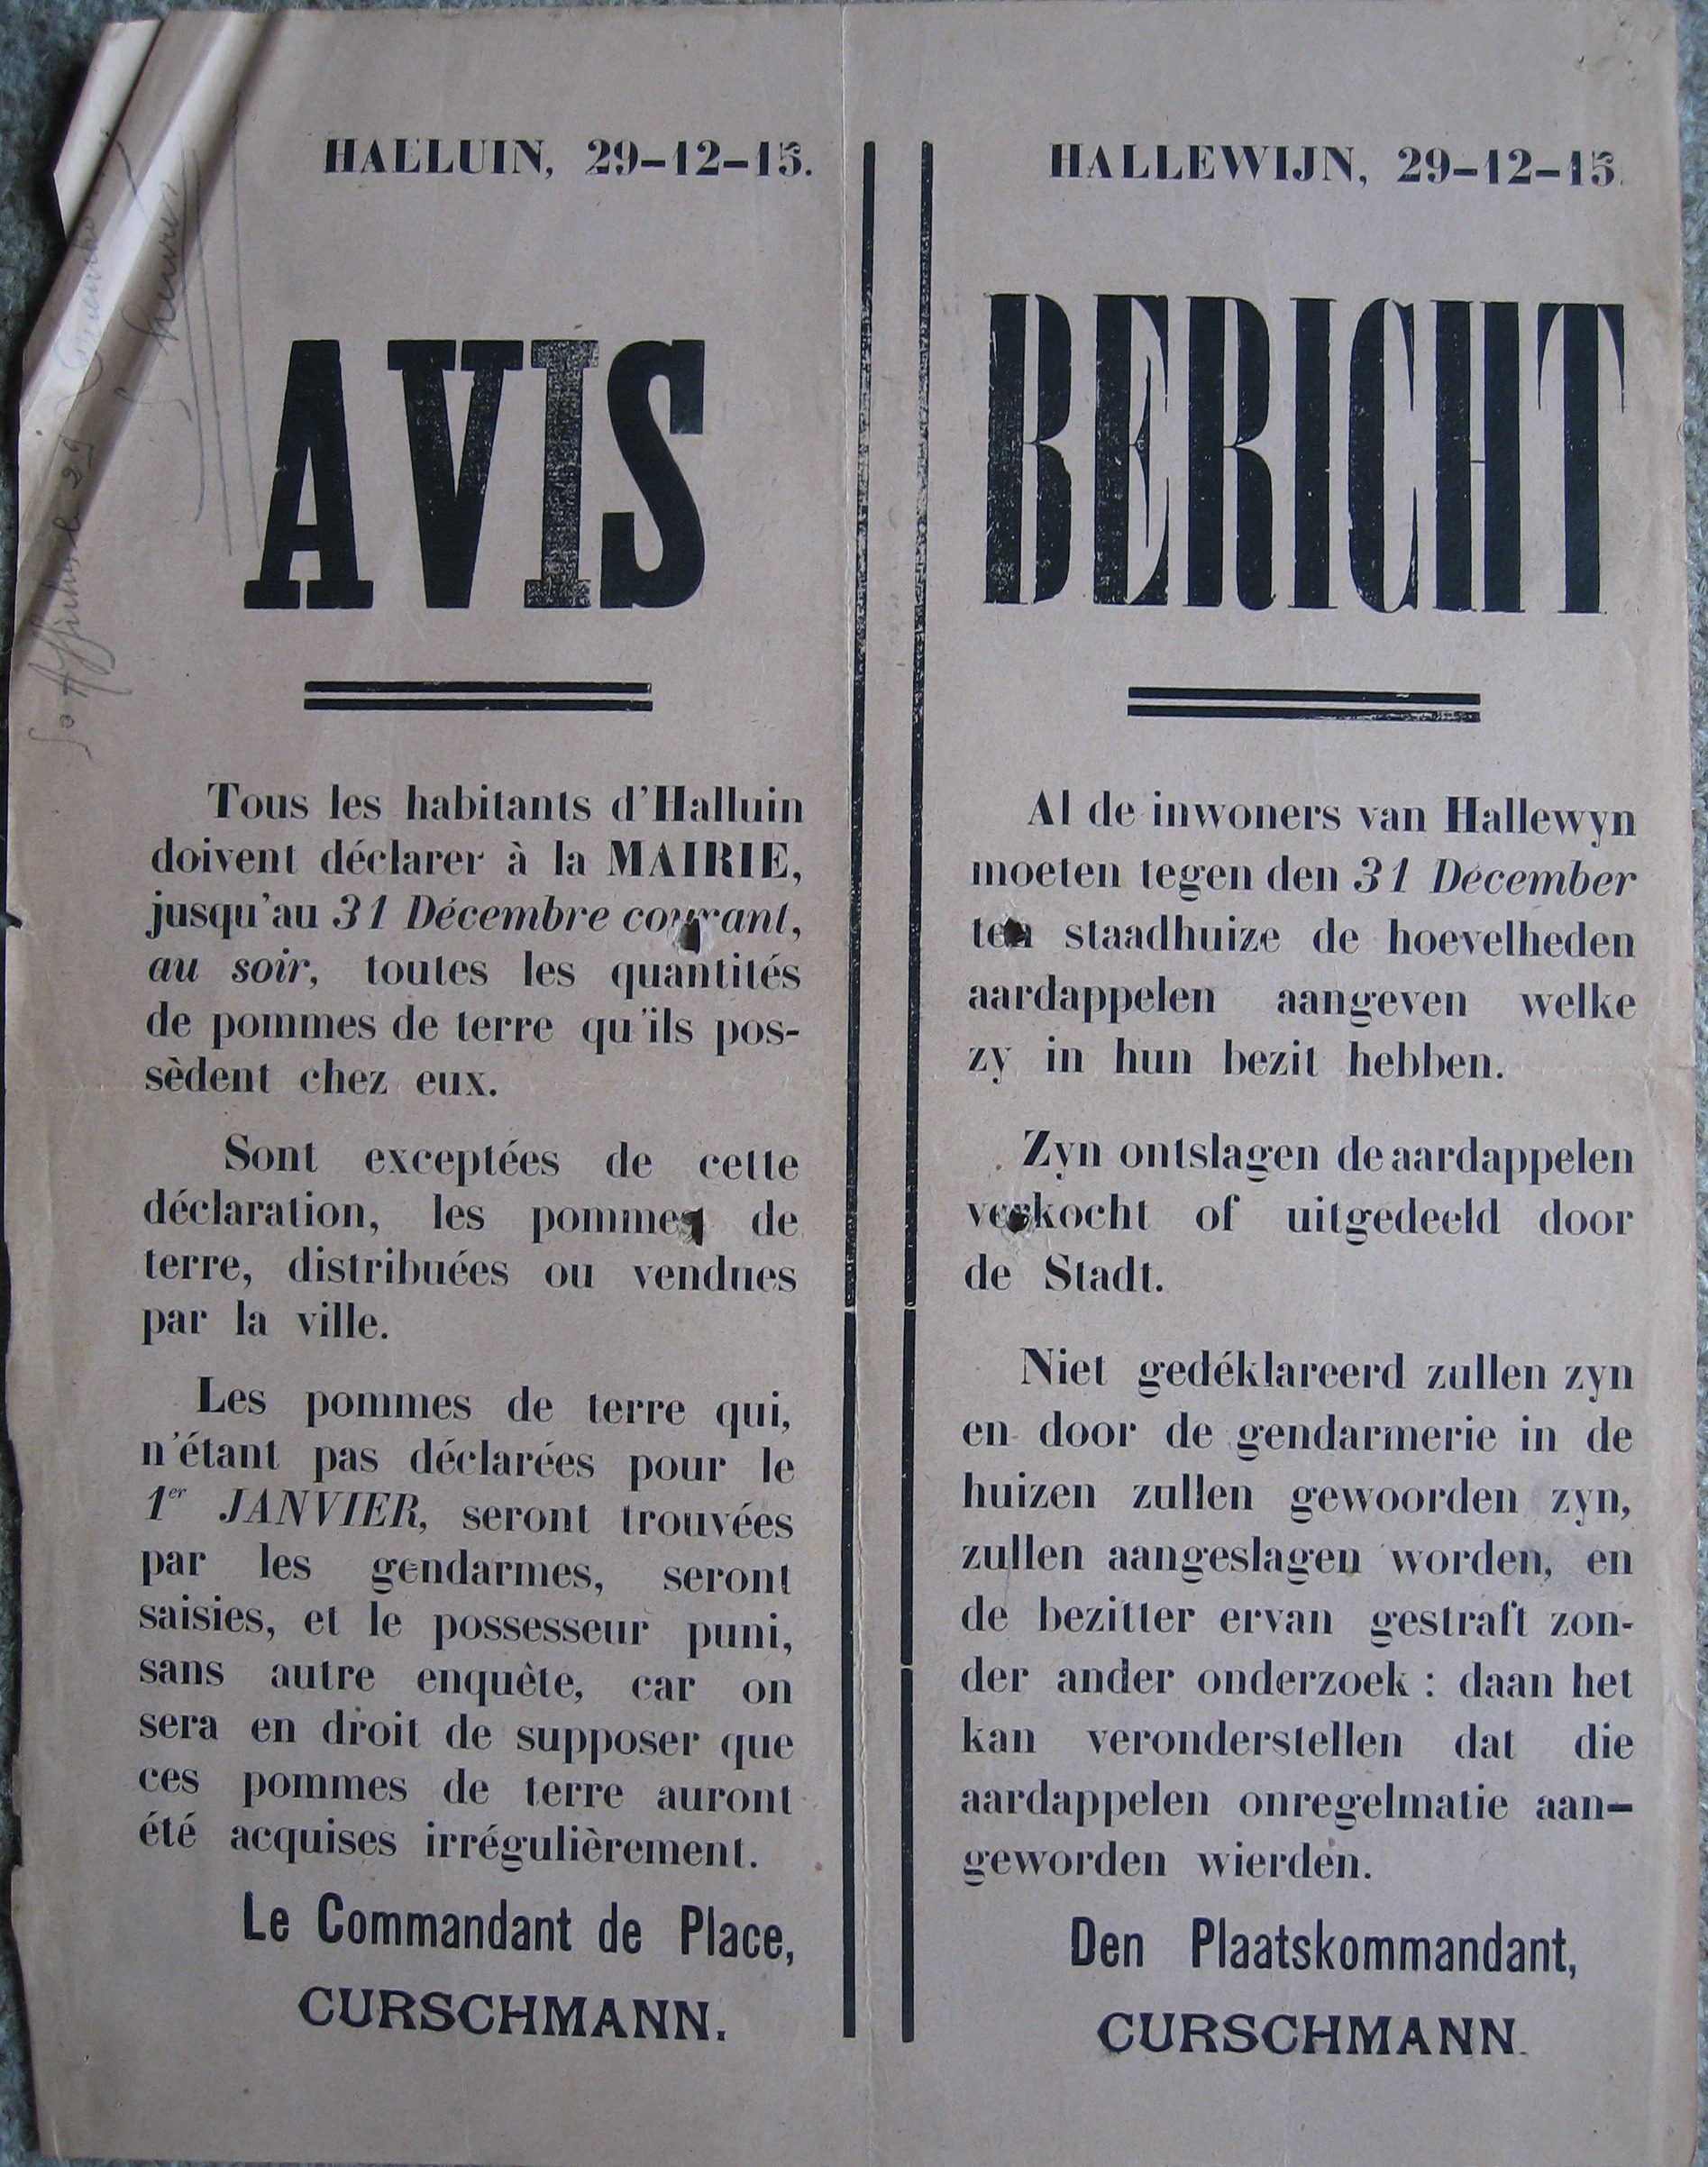 HALLUIN, 29-12-15.
AVIS
Tous les habitants d'Halluin
doivent déclarer à la MAIRIE,
jusqu'au 31 Décembre courant,
au soir, toutes les quantités
de pommes de terre qu'ils pos-
sèdent chez eux.
Sont exceptées de cette
déclaration, les pommes de
terre, distribuées ou vendues
par la ville.
Les pommes de terre qui,
n'étant pas déclarées pour le
1er JANVIER, seront trouvées
par les gendarmes, seront
saisies, et le possesseur puni,
sans autre enquète, car on
sera en droit de supposer que
ces pommes de terre auront
été acquises irrégulièrement.
Le Commandant de Place,
CURSCHMANN.
HALLEWIJN, 29-12-15.
BERICHT
Al de inwoners van Hallewyn
moeten tegen den 31 December
ten staadhuize de hoevelheden
aardappelen aangeven welke
zy in hun bezit hebben.
Zyn ontslagen de aardappelen
verkocht of uitgedeeld door
de Stadt.
Niet gedéklareerd zullen zyn
en door de gendarmerie in de
huizen zullen gewoorden zyn,
zullen aangeslagen worden, en
de bezitter ervan gestraft zon-
der ander onderzoek : daan het
kan veronderstellen dat die
aardappelen onregelmatie aan-
geworden wierden.
Den Plaatskommandant,
CURSCHMANN.